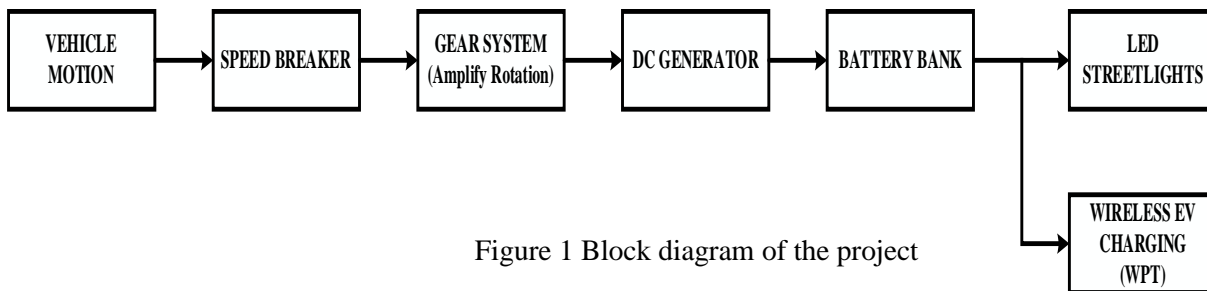 VEHICLE
MOTION
SPEED BREAKER
GEAR SYSTEM
(Amplify Rotation)
DC GENERATOR
BATTERY BANK
LED
STREETLIGHTS
WIRELESS EV
CHARGING
(WPT)
Figure 1 Block diagram of the project